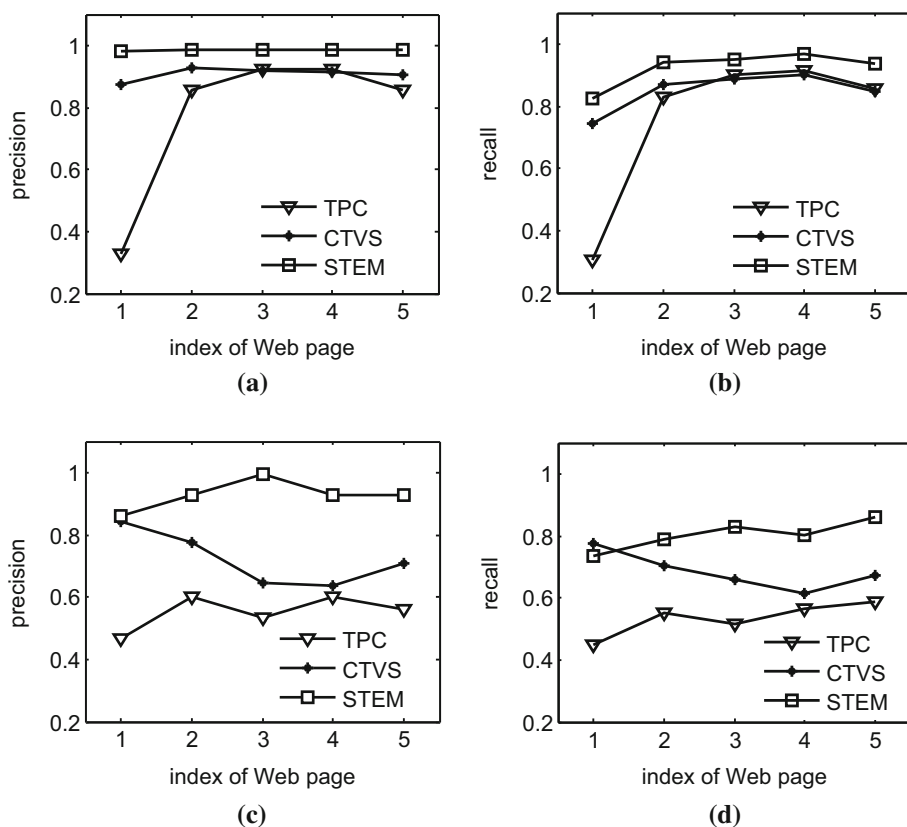 1
0.8
0.6
0.4
0.2
precision
TPC
CTVS
STEM
1 2 3 4 5
index of Web page
(a)
1
0.8
0.6
0.4
0.2
recall
TPC
CTVS
STEM
1 2 3 4 5
index of Web page
(b)
1
0.8
0.6
0.4
0.2
precision
TPC
CTVS
STEM
1 2 3 4 5
index of Web page
(c)
1
0.8
0.6
0.4
0.2
recall
TPC
CTVS
STEM
1 2 3 4 5
index of Web page
(d)